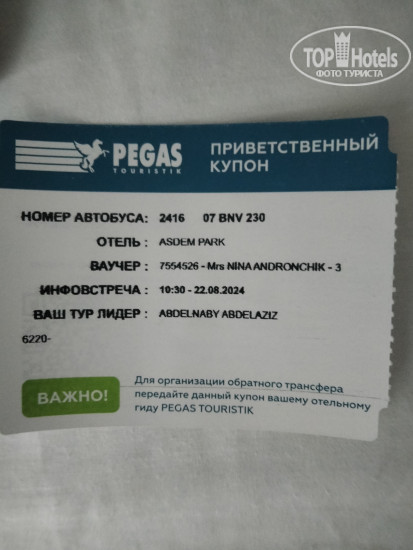 TOP Hotels
ФОТО ТУРИСТА
PEGAS
TOURISTIK
ПРИВЕТСТВЕННЫЙ
КУПОН
НОМЕР АВТОБУСА: 2416 07 BNV 230
ОТЕЛЬ : ASDEM PARK
ВАУЧЕР : 7554526 - Mrs NINA ANDRONCHIK - 3
ИНФОВСТРЕЧА : 10:30 - 22.08.2024
ВАШ ТУР ЛИДЕР : ABDELNABY ABDELAZIZ
6220-
ВАЖНО!
Для организации обратного трансфера
передайте данный купон вашему отельному
гиду PEGAS TOURISTIK